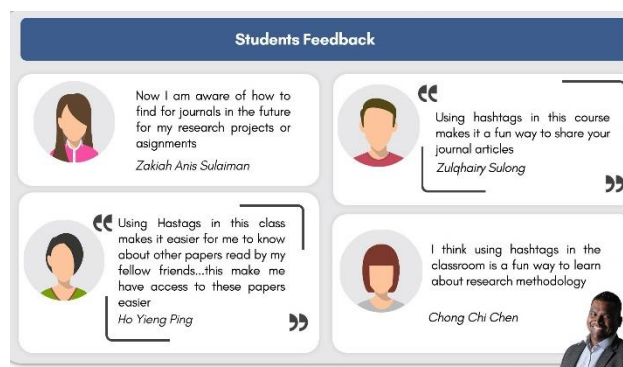 Students Feedback
Now I am aware of how to
find for journals in the future
for my research projects or
asignments
Zakiah Anis Sulaiman
Using hashtags in this course
makes it a fun way to share your
journal articles
Zulqhairy Sulong
Using Hastags in this class
makes it easier for me to know
about other papers read by my
fellow friends...this make me
have access to these papers
easier
Ho Yieng Ping
I think using hashtags in the
classroom is a fun way to learn
about research methodology
Chong Chi Chen